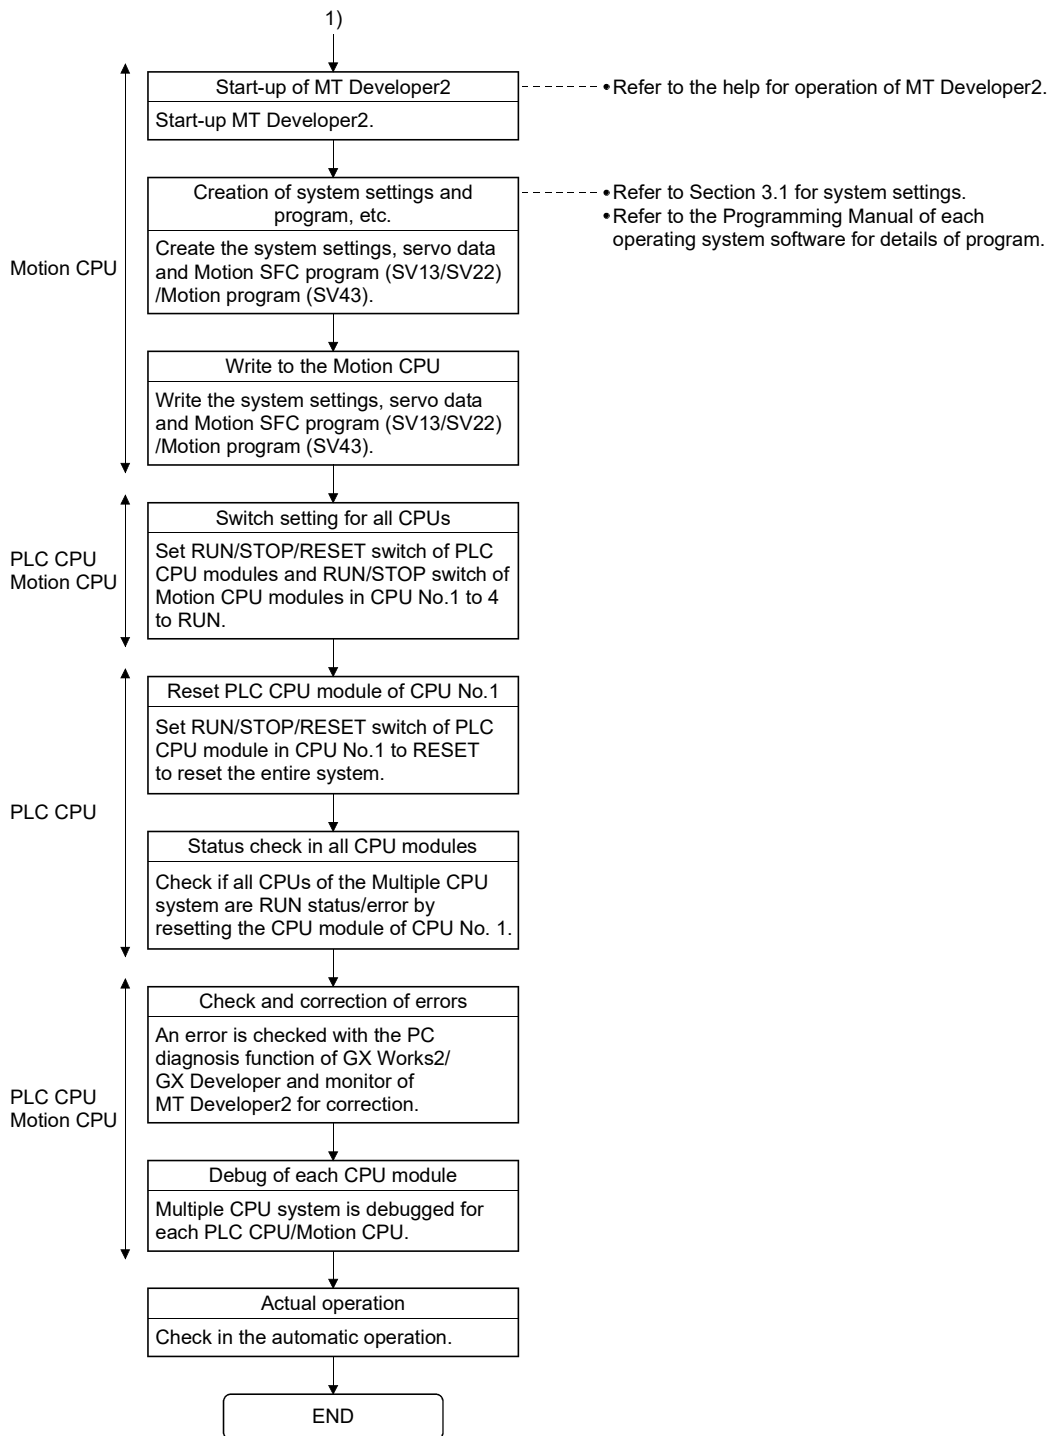 1)
Start-up of MT Developer2
Start-up MT Developer2.
•Refer to the help for operation of MT Developer2.
Creation of system settings and
program, etc.
Create the system settings, servo data
and Motion SFC program (SV13/SV22)
/Motion program (SV43).
•Refer to Section 3.1 for system settings.
•Refer to the Programming Manual of each
operating system software for details of program.
Motion CPU
Write to the Motion CPU
Write the system settings, servo data
and Motion SFC program (SV13/SV22)
/Motion program (SV43).
Switch setting for all CPUs
Set RUN/STOP/RESET switch of PLC
CPU modules and RUN/STOP switch of
Motion CPU modules in CPU No.1 to 4
to RUN.
PLC CPU
Motion CPU
Reset PLC CPU module of CPU No.1
Set RUN/STOP/RESET switch of PLC
CPU module in CPU No.1 to RESET
to reset the entire system.
PLC CPU
Status check in all CPU modules
Check if all CPUs of the Multiple CPU
system are RUN status/error by
resetting the CPU module of CPU No. 1.
Check and correction of errors
An error is checked with the PC
diagnosis function of GX Works2/
GX Developer and monitor of
MT Developer2 for correction.
PLC CPU
Motion CPU
Debug of each CPU module
Multiple CPU system is debugged for
each PLC CPU/Motion CPU.
Actual operation
Check in the automatic operation.
END